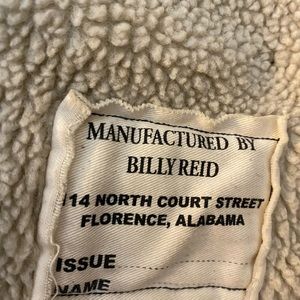 MANUFACTURED BY
BILLY REID
114 NORTH COURT STREET
FLORENCE, ALABAMA
ISSUE
NAME